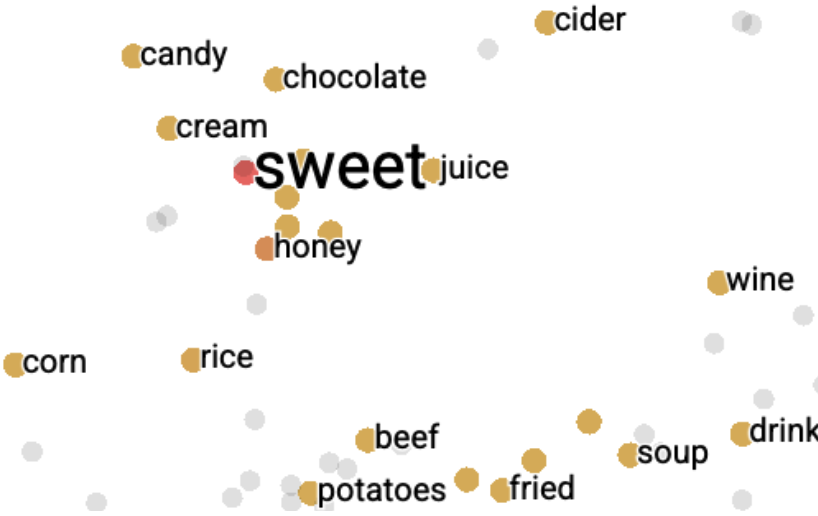 cider
candy
chocolate
cream
sweet
juice
honey
wine
corn
rice
beef
drink
soup
potatoes
fried